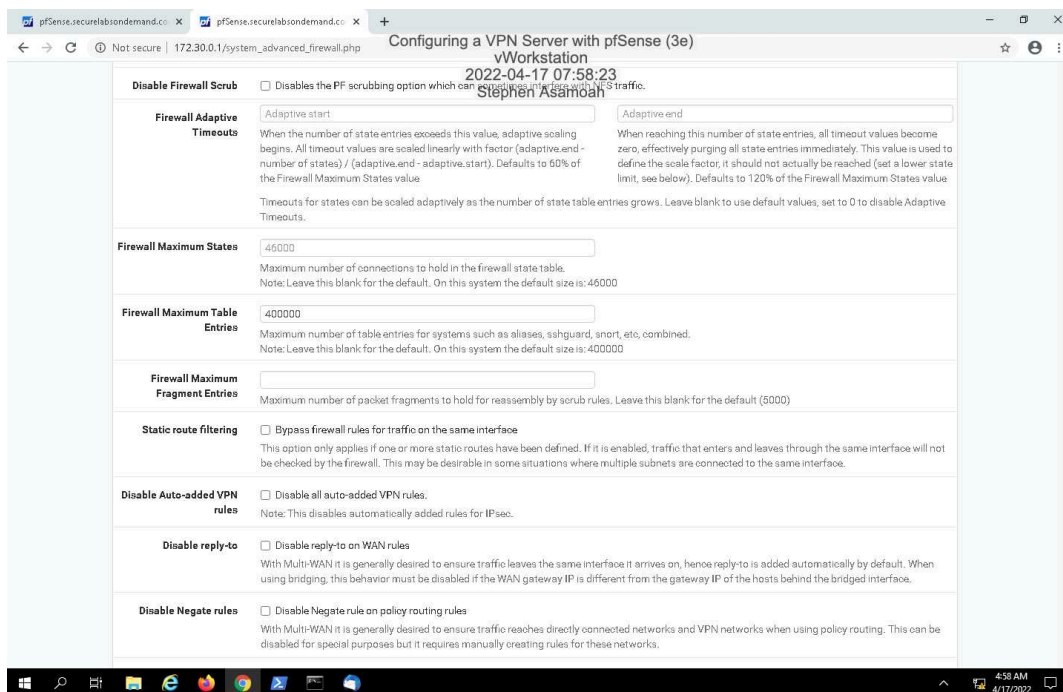 pfSense.securelabsondemand.co
pfSense.securelabsondemand.co
Not secure | 172.30.0.1/system_advanced_firewall.php
Configuring a VPN Server with pfSense (3e)
vWorkstation
2022-04-17 07:58:23
Stephen Asamoah
Disable Firewall Scrub
Disables the PF scrubbing option which can sometimes interfere with NFS traffic.
Firewall Adaptive
Timeouts
Adaptive start
When the number of state entries exceeds this value, adaptive scaling
begins. All timeout values are scaled linearly with factor (adaptive.end -
number of states) / (adaptive.end - adaptive.start). Defaults to 60% of
the Firewall Maximum States value
Adaptive end
When reaching this number of state entries, all timeout values become
zero, effectively purging all state entries immediately. This value is used to
define the scale factor, it should not actually be reached (set a lower state
limit, see below). Defaults to 120% of the Firewall Maximum States value
Timeouts for states can be scaled adaptively as the number of state table entries grows. Leave blank to use default values, set to 0 to disable Adaptive
Timeouts.
Firewall Maximum States
46000
Maximum number of connections to hold in the firewall state table.
Note: Leave this blank for the default. On this system the default size is: 46000
Firewall Maximum Table
Entries
400000
Maximum number of table entries for systems such as aliases, sshguard, snort, etc, combined.
Note: Leave this blank for the default. On this system the default size is: 400000
Firewall Maximum
Fragment Entries
Maximum number of packet fragments to hold for reassembly by scrub rules. Leave this blank for the default (5000)
Static route filtering
Bypass firewall rules for traffic on the same interface
This option only applies if one or more static routes have been defined. If it is enabled, traffic that enters and leaves through the same interface will not
be checked by the firewall. This may be desirable in some situations where multiple subnets are connected to the same interface.
Disable Auto-added VPN
rules
Disable all auto-added VPN rules.
Note: This disables automatically added rules for IPsec.
Disable reply-to
Disable reply-to on WAN rules
With Multi-WAN it is generally desired to ensure traffic leaves the same interface it arrives on, hence reply-to is added automatically by default. When
using bridging, this behavior must be disabled if the WAN gateway IP is different from the gateway IP of the hosts behind the bridged interface.
Disable Negate rules
Disable Negate rule on policy routing rules
With Multi-WAN it is generally desired to ensure traffic reaches directly connected networks and VPN networks when using policy routing. This can be
disabled for special purposes but it requires manually creating rules for these networks.
4:58 AM
4/17/2022